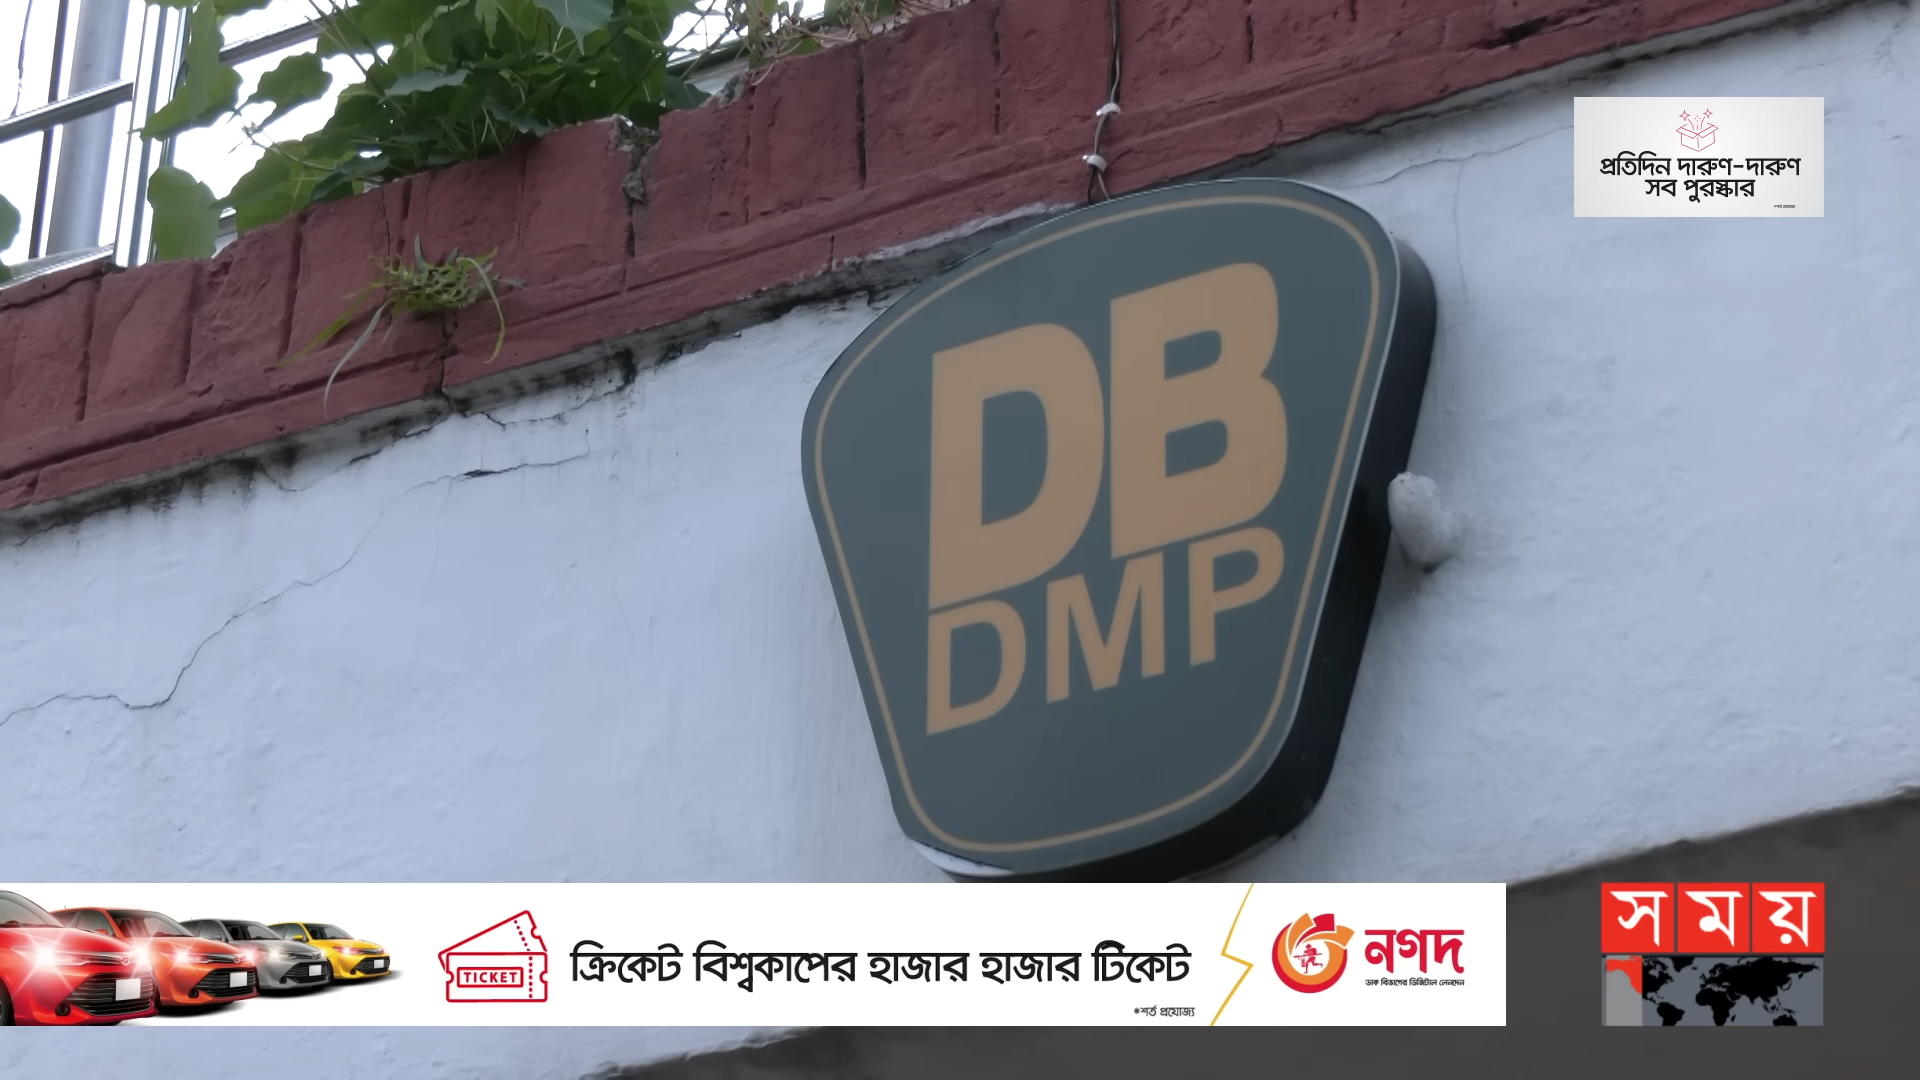 প্রতিদিন দারুণ-দারুণ
সব পুরস্কার
DB
DMP
TICKET
ক্রিকেট বিশ্বকাপের হাজার হাজার টিকেট
*শর্ত প্রযোজ্য
নগদ
ডাক বিভাগের ডিজিটাল লেনদেন
সময়